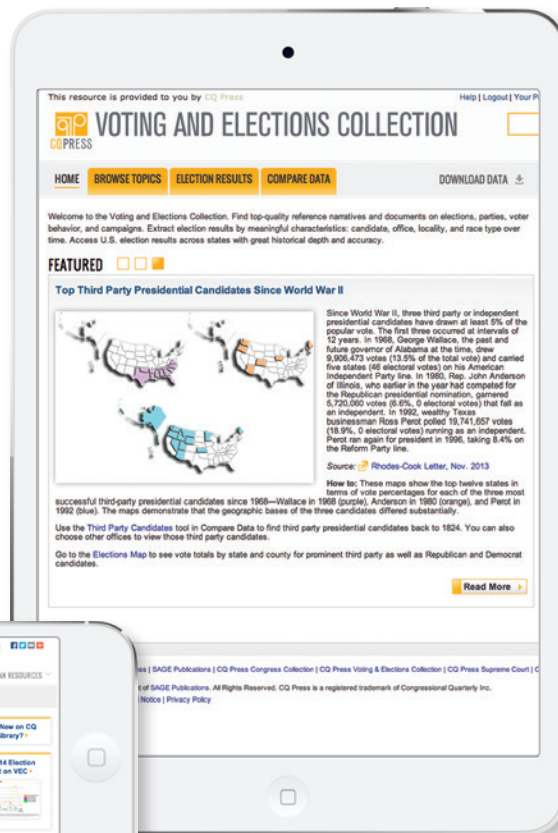 This resource is provided to you by CQ Press
Help | Logout | Your P
CQPRESS
VOTING AND ELECTIONS COLLECTION
HOME BROWSE TOPICS ELECTION RESULTS COMPARE DATA DOWNLOAD DATA
Welcome to the Voting and Elections Collection. Find top-quality reference narratives and documents on elections, parties, voter
behavior, and campaigns. Extract election results by meaningful characteristics: candidate, office, locality, and race type over
time. Access U.S. election results across states with great historical depth and accuracy.
FEATURED
Top Third Party Presidential Candidates Since World War II
Since World War II, three third party or independent
presidential candidates have drawn at least 5% of the
popular vote. The first three occurred at intervals of
12 years. In 1968, George Wallace, the past and
future governor of Alabama at the time, drew
9,906,473 votes (13.5% of the total vote) and carried
five states (46 electoral votes) on his American
Independent Party line. In 1980, Rep. John Anderson
of Illinois, who earlier in the year had competed for
the Republican presidential nomination, garnered
5,720,060 votes (6.6%, 0 electoral votes) that fall as
an independent. In 1992, wealthy Texas
businessman Ross Perot polled 19,741,657 votes
(18.9%, 0 electoral votes) running as an independent.
Perot ran again for president in 1996, taking 8.4% on
the Reform Party line.
Source: Rhodes-Cook Letter, Nov. 2013
How to: These maps show the top twelve states in
terms of vote percentages for each of the three most
successful third-party presidential candidates since 1968—Wallace in 1968 (purple), Anderson in 1980 (orange), and Perot in
1992 (blue). The maps demonstrate that the geographic bases of the three candidates differed substantially.
Use the Third Party Candidates tool in Compare Data to find third party presidential candidates back to 1824. You can also
choose other offices to view those third party candidates.
Go to the Elections Map to see vote totals by state and county for prominent third party as well as Republican and Democrat
candidates.
Read More
| SAGE Publications | CQ Press Congress Collection | CQ Press Voting & Elections Collection | CQ Press Supreme Court | C
of SAGE Publications. All Rights Reserved. CQ Press is a registered trademark of Congressional Quarterly Inc.
Notice | Privacy Policy
AN RESOURCES
New on CQ
ibrary?
14 Election
t on VEC